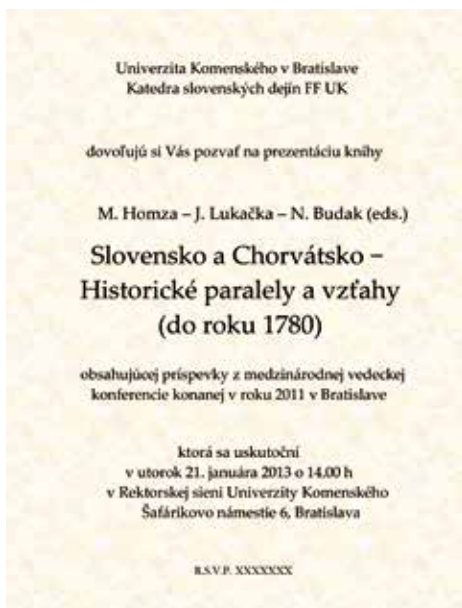 Univerzita Komenského v Bratislave
Katedra slovenských dejín FF UK
dovoľujú si Vás pozvať na prezentáciu knihy
M. Homza – J. Lukačka – N. Budak (eds.)
Slovensko a Chorvátsko –
Historické paralely a vzťahy
(do roku 1780)
obsahujúcej príspevky z medzinárodnej vedeckej
konferencie konanej v roku 2011 v Bratislave
ktorá sa uskutoční
v utorok 21. januára 2013 o 14.00 h
v Rektorskej sieni Univerzity Komenského
Šafárikovo námestie 6, Bratislava
R.S.V.P. XXXXXXX